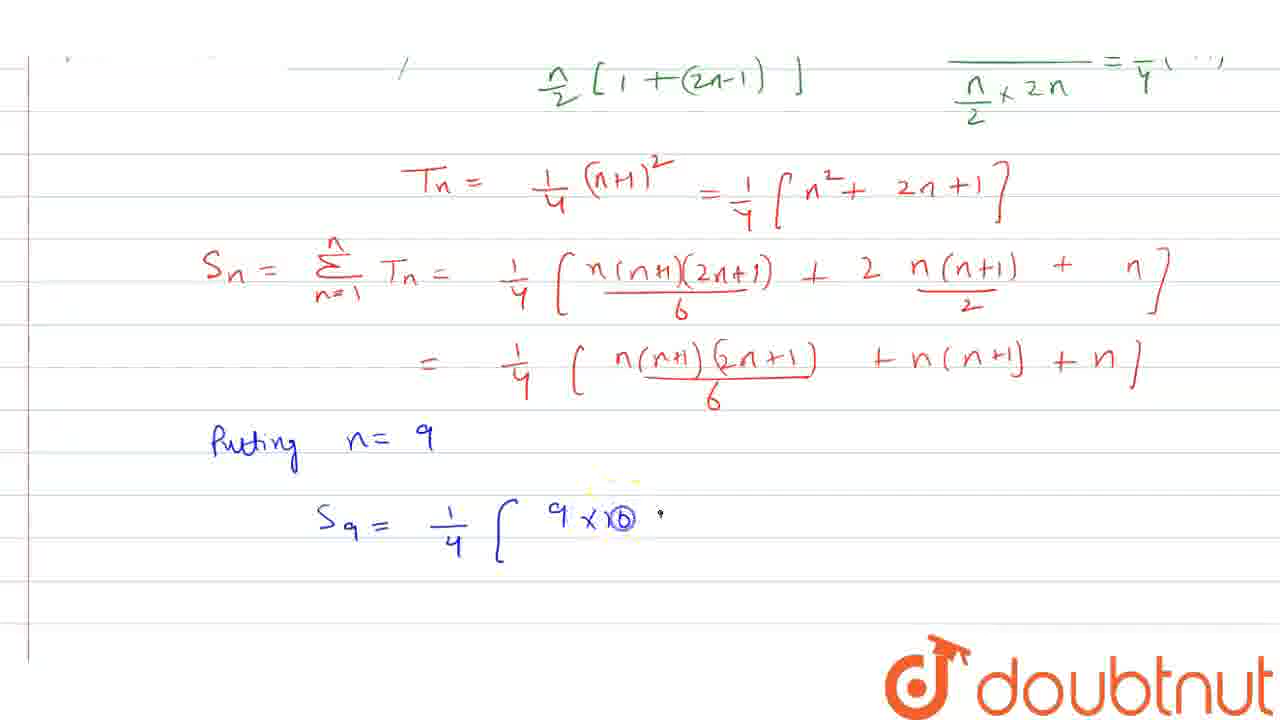 n/2 [1 + (2n-1)]
n/2 × 2n = /4
Tn = 1/4 (n+1)² = 1/4 [n² + 2n + 1]
Sn = Σ n=1 n Tn = 1/4 [n(n+1)(2n+1)/6 + 2 n(n+1)/2 + n]
= 1/4 [n(n+1)(2n+1)/6 + n(n+1) + n]
Putting n = 9
S9 = 1/4 [ 9 × 10
doubtnut